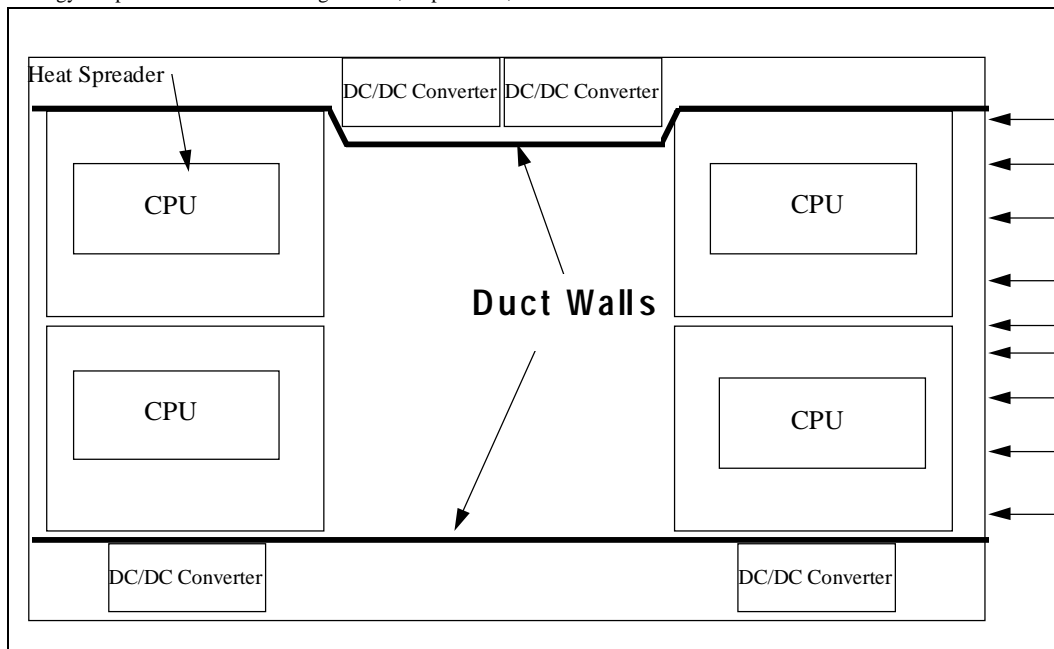 Heat Spreader
DC/DC Converter
DC/DC Converter
CPU
CPU
Duct Walls
CPU
CPU
DC/DC Converter
DC/DC Converter